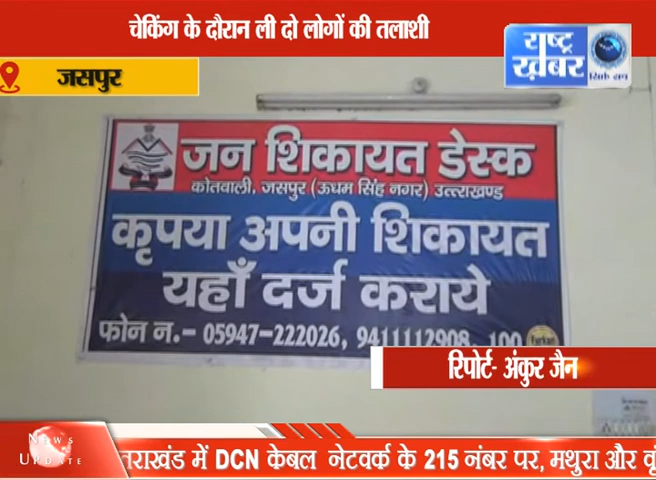 चेकिंग के दौरान ली दो लोगों की तलाशी
राष्ट्र
ख़बर
सिर्फ सच
जसपुर
जन शिकायत डेस्क
कोतवाली, जसपुर (ऊधम सिंह नगर) उत्तराखण्ड
कृपया अपनी शिकायत
यहाँ दर्ज कराये
फोन न.- 05947-222026, 9411112908, 100
रिपोर्ट- अंकुर जैन
News
Update
त्तराखंड में DCN केबल नेटवर्क के 215 नंबर पर, मथुरा और वृं